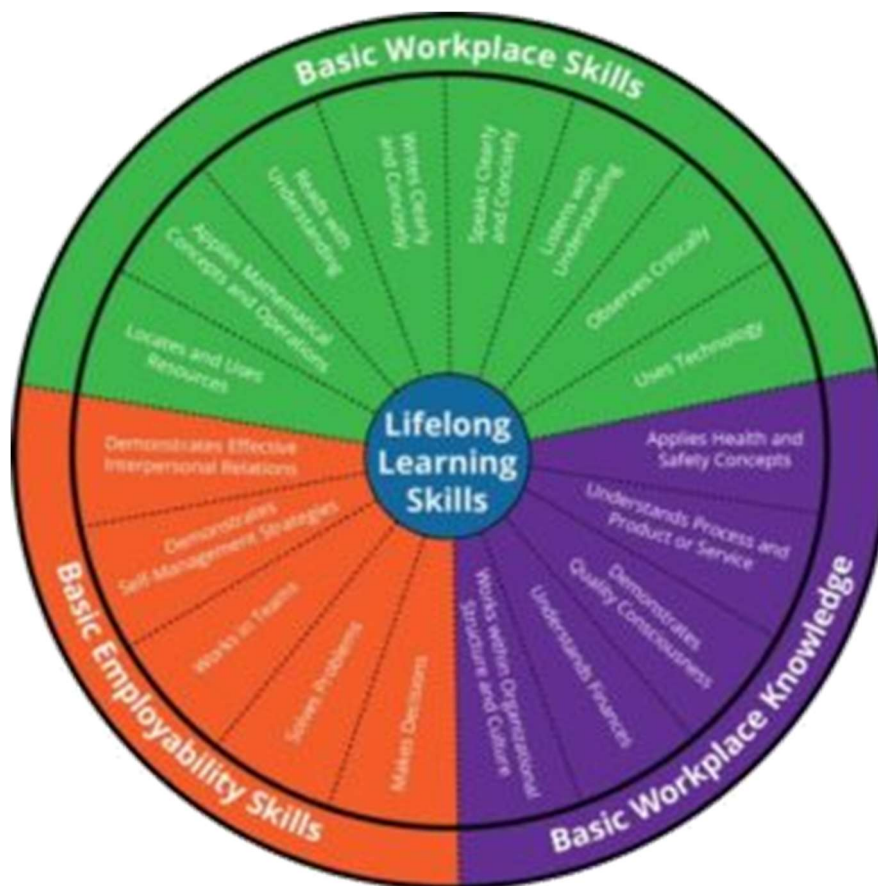 Basic Workplace Skills
Locates and Uses
Resources
Applies Mathematical
Concepts and Operations
Reads with
Understanding
Writes Clearly
and Concisely
Speaks Clearly
and Concisely
Listens with
Understanding
Observes Critically
Uses Technology
Basic Workplace Knowledge
Applies Health and
Safety Concepts
Understands Process and
Product or Service
Demonstrates
Quality Consciousness
Understands Finances
Works within Organizational
Structure and Culture
Basic Employability Skills
Demonstrates Effective
Interpersonal Relations
Demonstrates
Self-Management Strategies
Works in Teams
Solves Problems
Makes Decisions
Lifelong
Learning
Skills